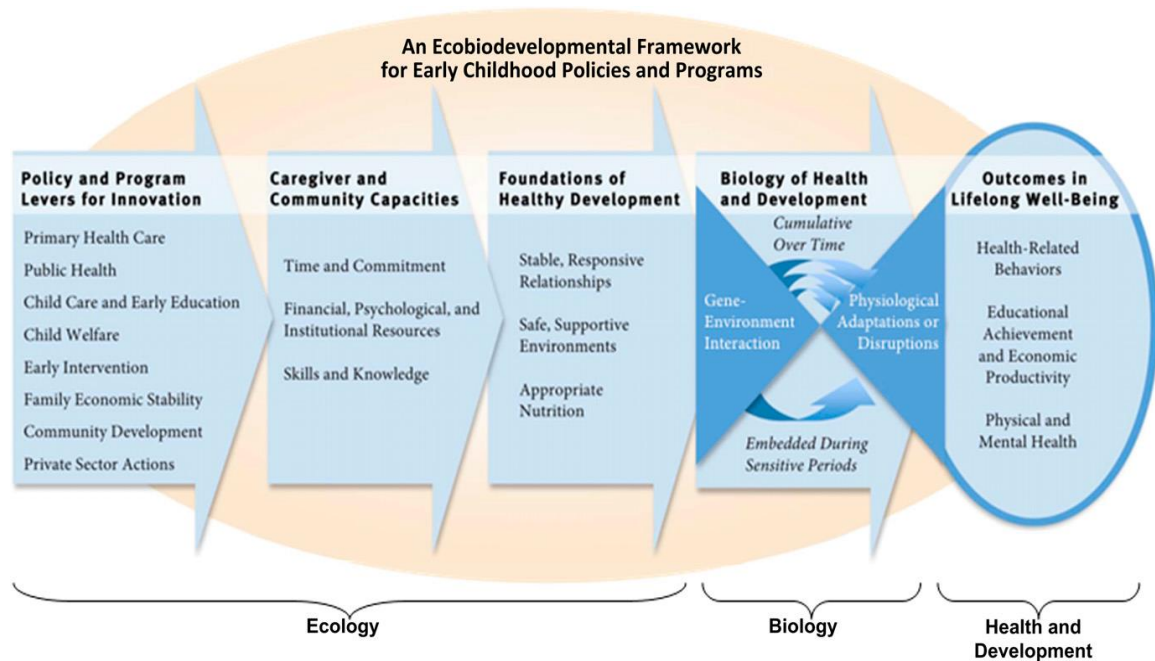 An Ecobiodevelopmental Framework
for Early Childhood Policies and Programs
Policy and Program
Levers for Innovation
Primary Health Care
Public Health
Child Care and Early Education
Child Welfare
Early Intervention
Family Economic Stability
Community Development
Private Sector Actions
Caregiver and
Community Capacities
Time and Commitment
Financial, Psychological, and
Institutional Resources
Skills and Knowledge
Foundations of
Healthy Development
Stable, Responsive
Relationships
Safe, Supportive
Environments
Appropriate
Nutrition
Biology of Health
and Development
Cumulative
Over Time
Gene-
Environment
Interaction
Physiological
Adaptations or
Disruptions
Embedded During
Sensitive Periods
Outcomes in
Lifelong Well-Being
Health-Related
Behaviors
Educational
Achievement
and Economic
Productivity
Physical and
Mental Health
Ecology
Biology
Health and
Development